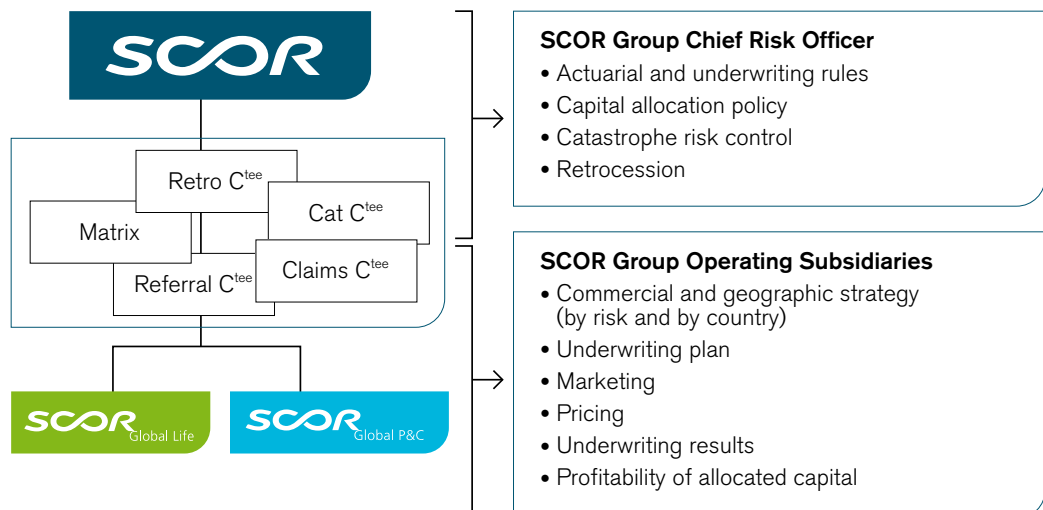 SCOR
Retro Ctee
Cat Ctee
Matrix
Claims Ctee
Referral Ctee
SCOR
Global Life
SCOR
Global P&C
SCOR Group Chief Risk Officer
• Actuarial and underwriting rules
• Capital allocation policy
• Catastrophe risk control
• Retrocession
SCOR Group Operating Subsidiaries
• Commercial and geographic strategy
(by risk and by country)
• Underwriting plan
• Marketing
• Pricing
• Underwriting results
• Profitability of allocated capital